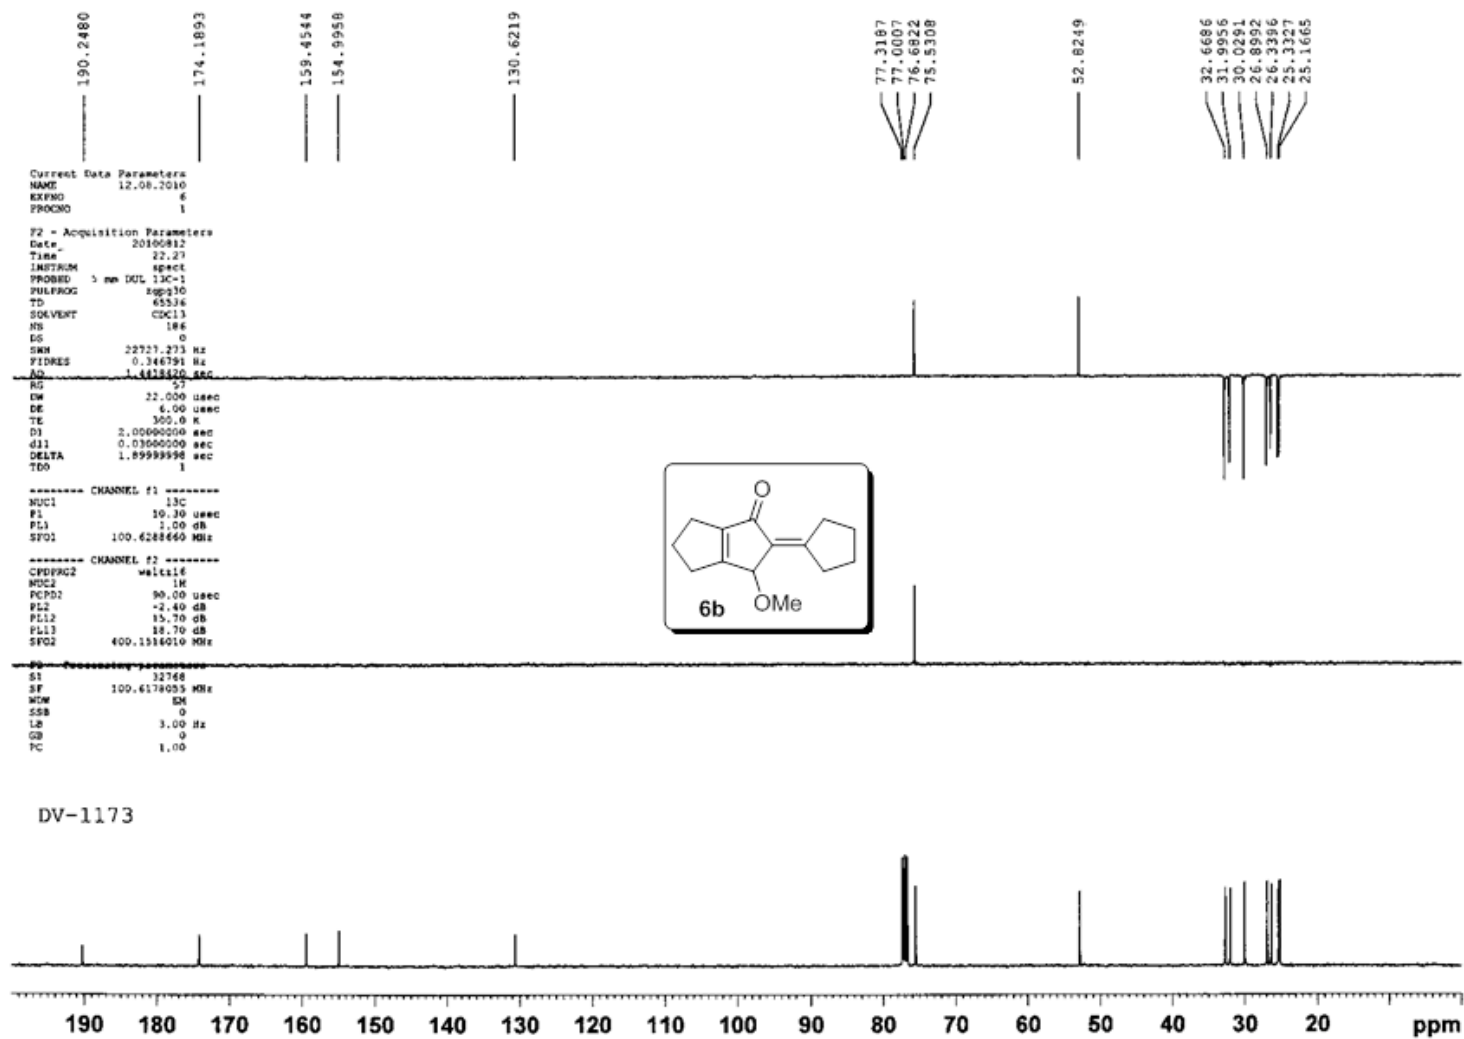 190.2480
174.1893
159.4544
154.9958
130.6219
77.3187
77.0007
76.6822
75.5308
52.8249
32.6686
31.9956
30.0291
26.8992
26.3396
25.3327
25.1665
Current Data Parameters
NAME 12.08.2010
EXPNO 6
PROCNO 1
F2 - Acquisition Parameters
Date_ 20100812
Time 22.27
INSTRUM spect
PROBHD 5 mm DUL 13C-1
PULPROG zgpg30
TD 65536
SOLVENT CDCl3
NS 186
DS 0
SWH 22727.273 Hz
FIDRES 0.346791 Hz
AQ 1.4418420 sec
RG 57
DW 22.000 usec
DE 6.00 usec
TE 300.0 K
D1 2.00000000 sec
d11 0.03000000 sec
DELTA 1.89999998 sec
TD0 1
======== CHANNEL f1 ========
NUC1 13C
P1 10.30 usec
PL1 1.00 dB
SFO1 100.6288660 MHz
======== CHANNEL f2 ========
CPDPRG2 waltz16
NUC2 1H
PCPD2 90.00 usec
PL2 -2.40 dB
PL12 15.70 dB
PL13 18.70 dB
SFO2 400.1516010 MHz
F2 - Processing parameters
SI 32768
SF 100.6178055 MHz
WDW EM
SSB 0
LB 3.00 Hz
GB 0
PC 1.00
O
OMe
6b
DV-1173
190 180 170 160 150 140 130 120 110 100 90 80 70 60 50 40 30 20 ppm